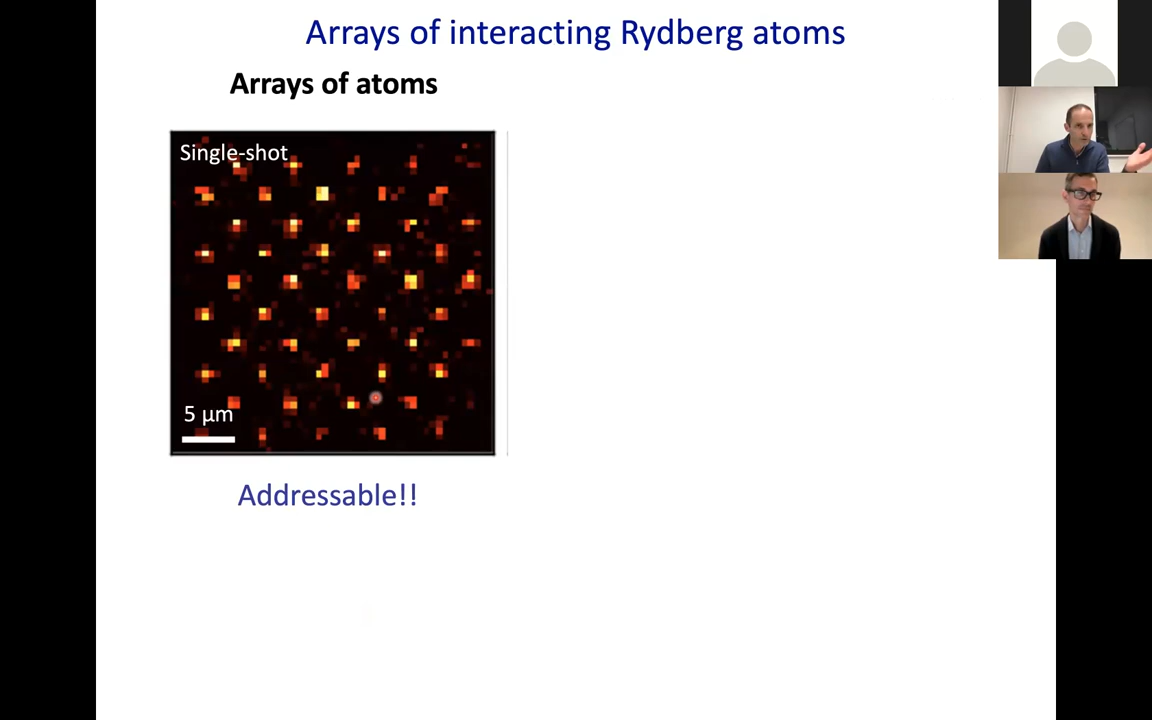 Arrays of interacting Rydberg atoms
Arrays of atoms
Single-shot
5 µm
Addressable!!